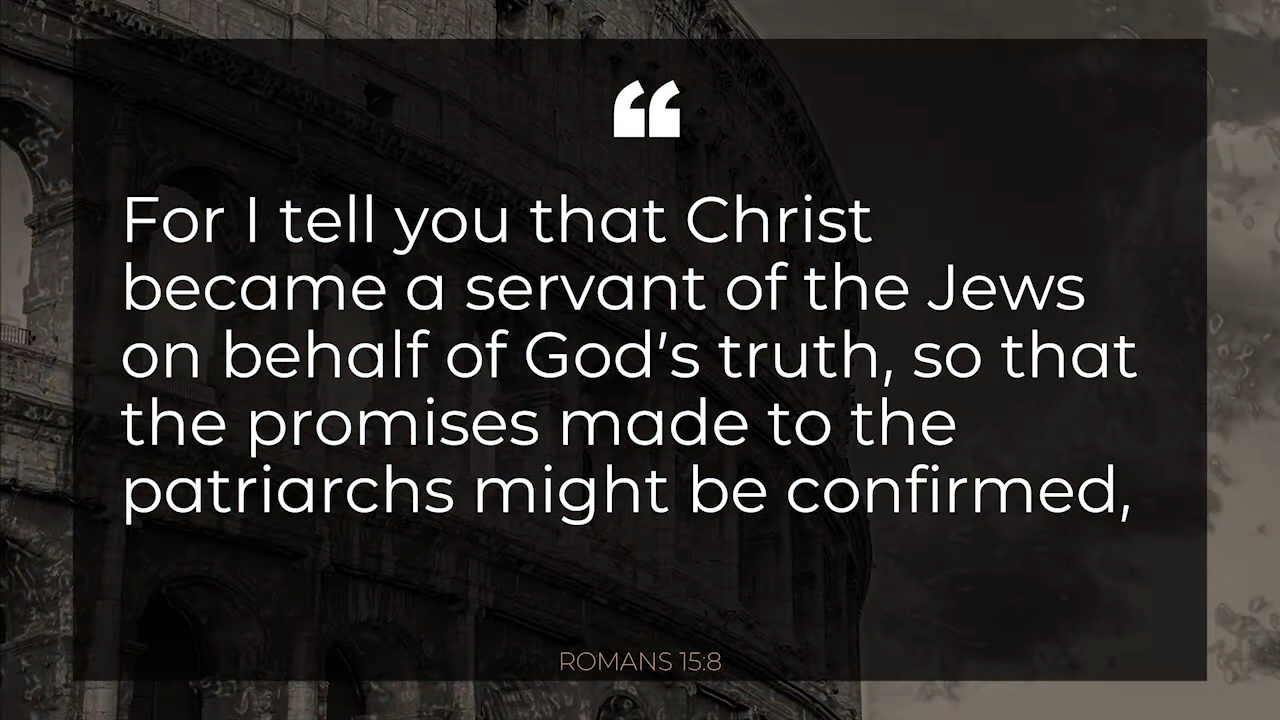 “
For I tell you that Christ
became a servant of the Jews
on behalf of God’s truth, so that
the promises made to the
patriarchs might be confirmed,
ROMANS 15:8